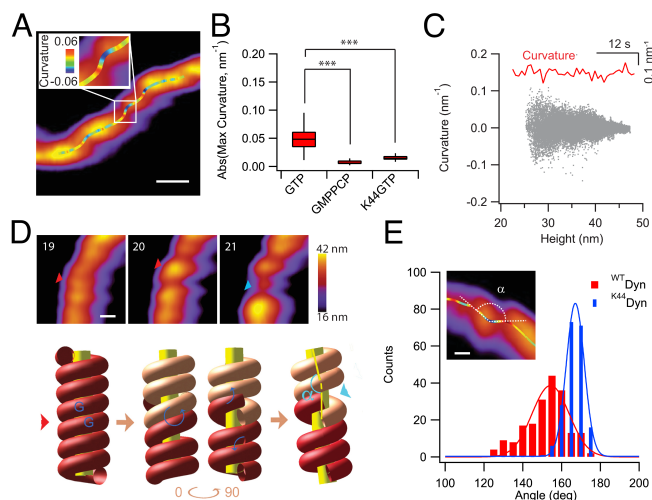 A
Curvature
0.06
-0.06
B
Abs(Max Curvature, nm⁻¹)
0.20
0.15
0.10
0.05
0.00
***
***
GTP
GMPPCP
K44GTP
C
12 s
0.1 nm⁻¹
Curvature
Curvature (nm⁻¹)
0.2
0.1
0.0
-0.1
-0.2
20
30
40
50
Height (nm)
D
19
20
21
42 nm
16 nm
G
G
α
0
90
E
Counts
100
80
60
40
20
0
α
WTDyn
K44Dyn
100
120
140
160
180
200
Angle (deg)